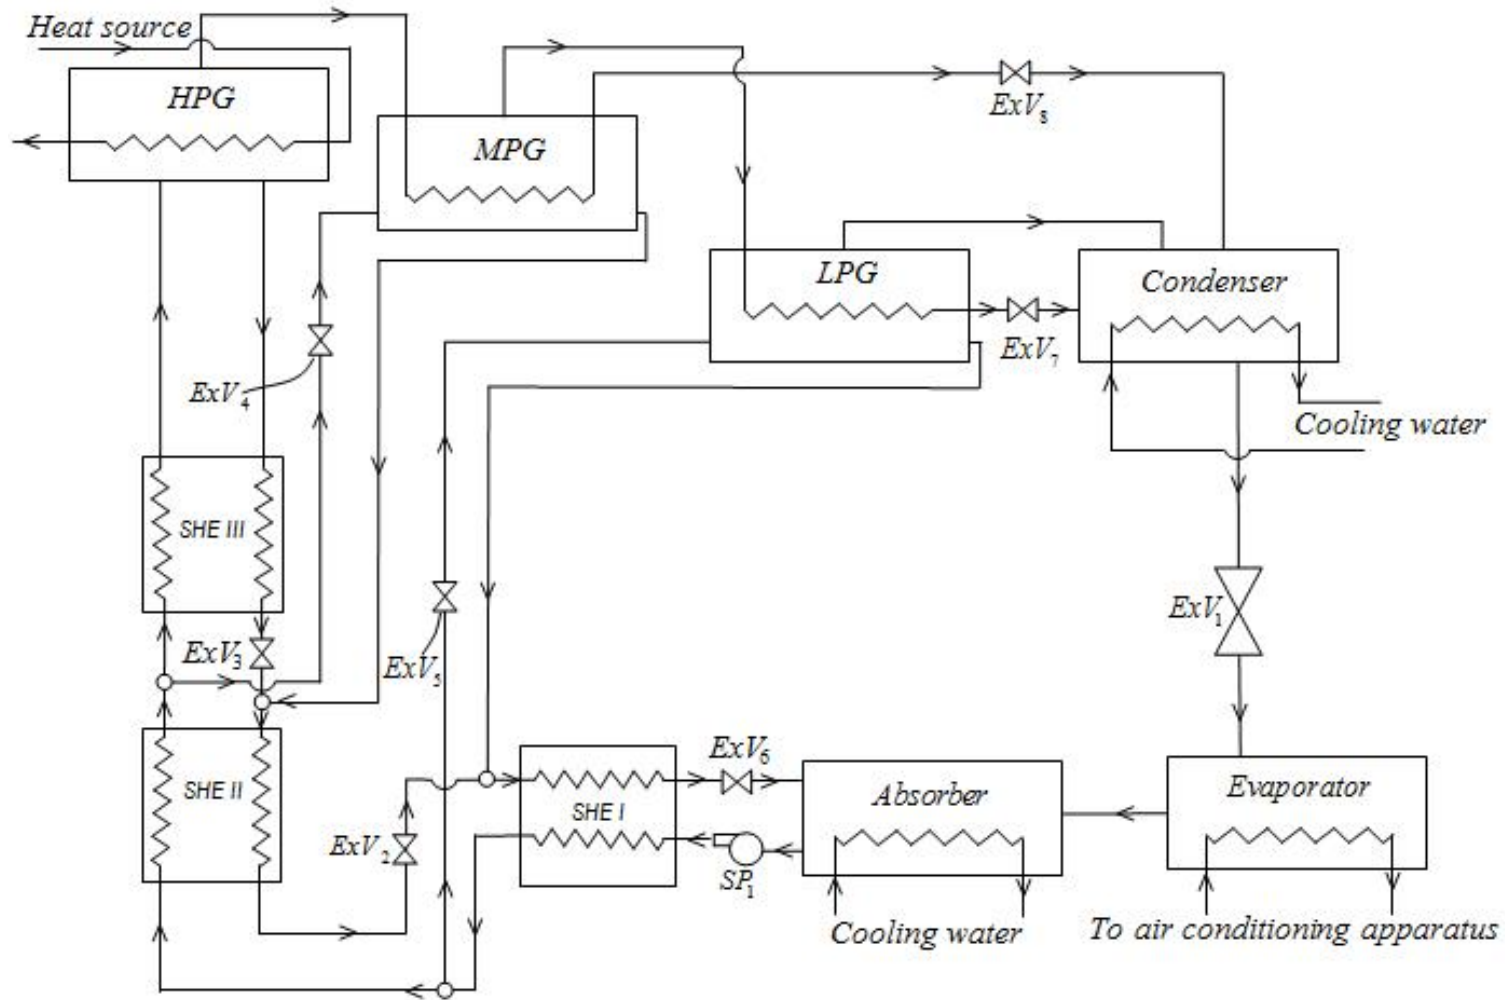 Heat source
HPG
MPG
ExV₈
LPG
Condenser
ExV₇
ExV₄
Cooling water
SHE III
ExV₁
ExV₃
ExV₅
ExV₆
SHE II
SHE I
Absorber
Evaporator
ExV₂
SP₁
Cooling water
To air conditioning apparatus